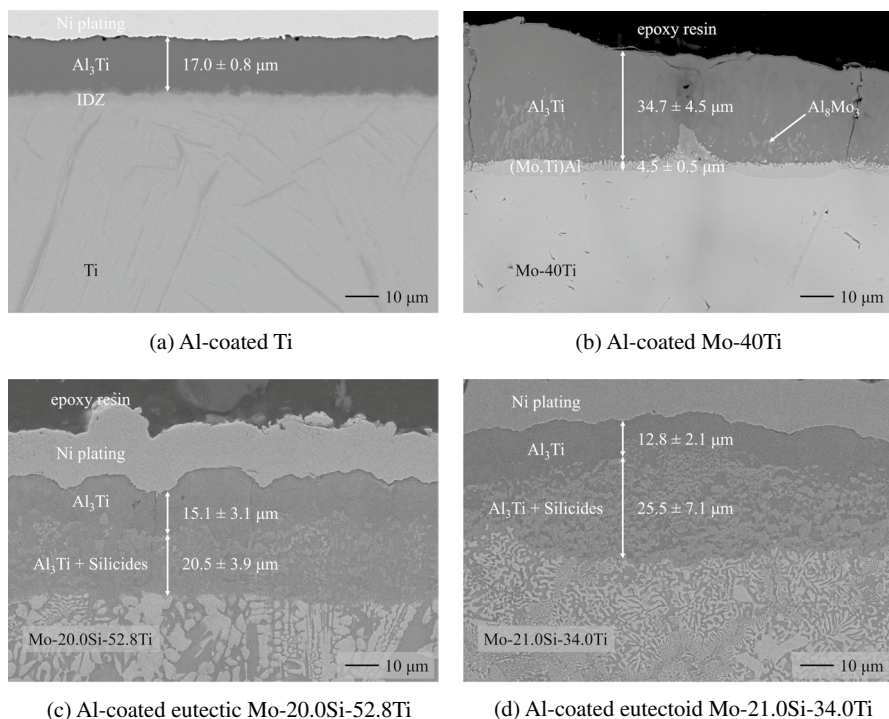 Ni plating
Al₃Ti
17.0 ± 0.8 μm
IDZ
Ti
10 μm
(a) Al-coated Ti
epoxy resin
Al₃Ti
34.7 ± 4.5 μm
Al₈Mo₃
(Mo,Ti)Al
4.5 ± 0.5 μm
Mo-40Ti
10 μm
(b) Al-coated Mo-40Ti
epoxy resin
Ni plating
Al₃Ti
15.1 ± 3.1 μm
Al₃Ti + Silicides
20.5 ± 3.9 μm
Mo-20.0Si-52.8Ti
10 μm
(c) Al-coated eutectic Mo-20.0Si-52.8Ti
Ni plating
Al₃Ti
12.8 ± 2.1 μm
Al₃Ti + Silicides
25.5 ± 7.1 μm
Mo-21.0Si-34.0Ti
10 μm
(d) Al-coated eutectoid Mo-21.0Si-34.0Ti